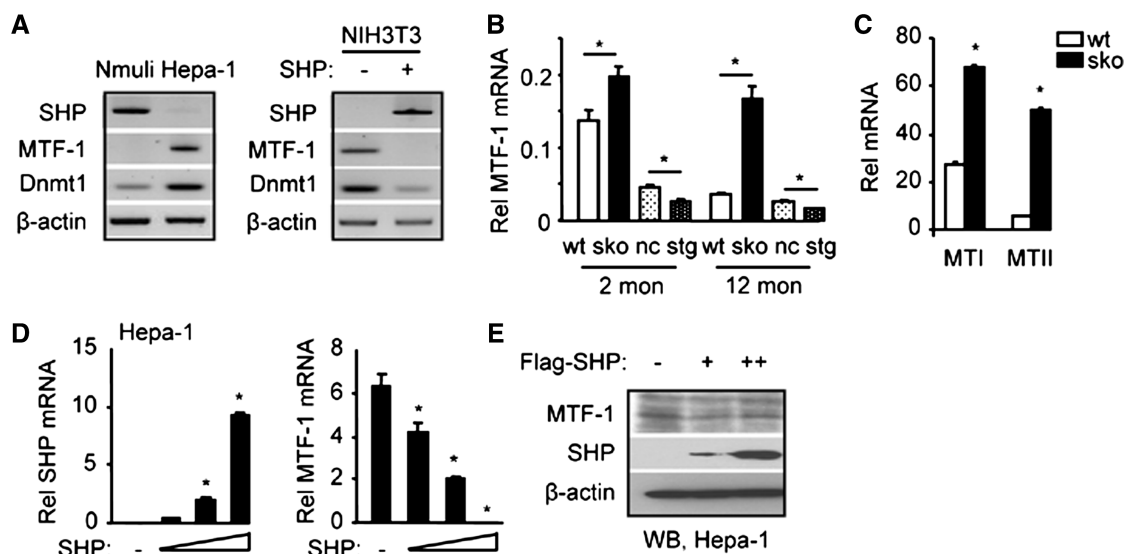 A
NIH3T3
Nmuli Hepa-1
SHP: - +
SHP
MTF-1
Dnmt1
β-actin
SHP
MTF-1
Dnmt1
β-actin
B
Rel MTF-1 mRNA
0.2
0.1
0
* * * *
wt sko nc stg wt sko nc stg
2 mon 12 mon
C
Rel mRNA
80
60
40
20
0
* *
MTI MTII
wt
sko
D
Hepa-1
Rel SHP mRNA
15
10
5
0
* *
SHP: -
Rel MTF-1 mRNA
8
6
4
2
0
* * *
SHP: -
E
Flag-SHP: - + ++
MTF-1
SHP
β-actin
WB, Hepa-1